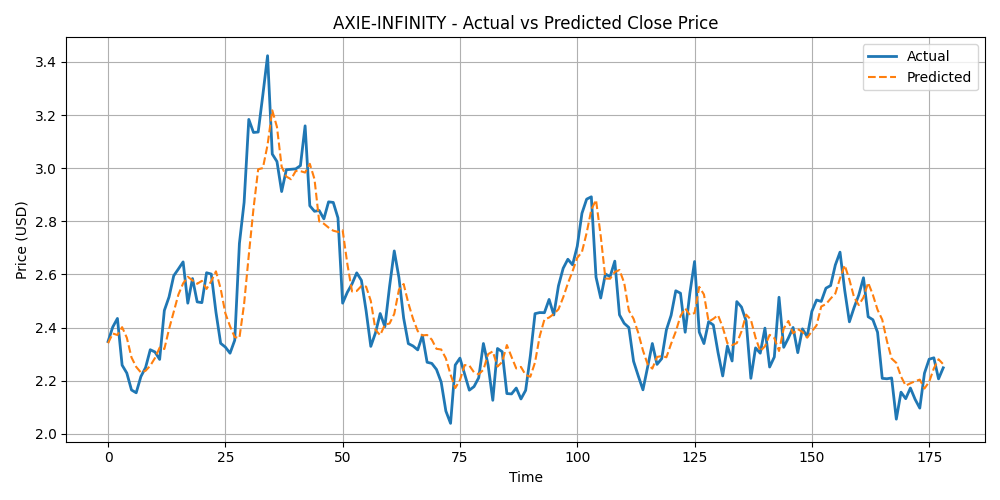 AXIE-INFINITY - Actual vs Predicted Close Price
Actual
Predicted
Price (USD)
3.4
3.2
3.0
2.8
2.6
2.4
2.2
2.0
0 25 50 75 100 125 150 175
Time